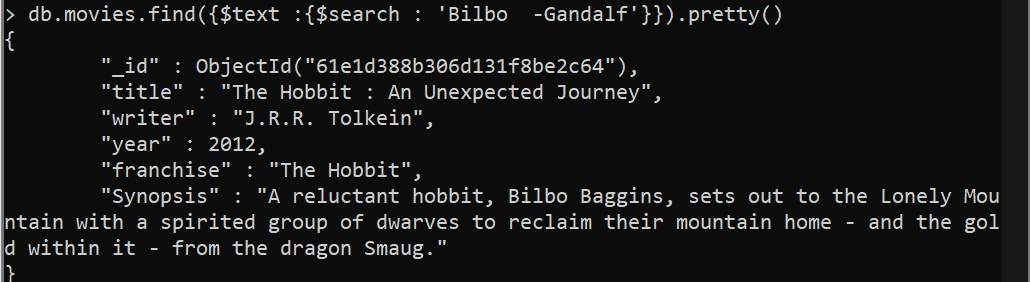 > db.movies.find({$text :{$search : 'Bilbo  -Gandalf'}}).pretty()
{
        "_id" : ObjectId("61e1d388b306d131f8be2c64"),
        "title" : "The Hobbit : An Unexpected Journey",
        "writer" : "J.R.R. Tolkein",
        "year" : 2012,
        "franchise" : "The Hobbit",
        "Synopsis" : "A reluctant hobbit, Bilbo Baggins, sets out to the Lonely Mou
ntain with a spirited group of dwarves to reclaim their mountain home - and the gol
d within it - from the dragon Smaug."
}